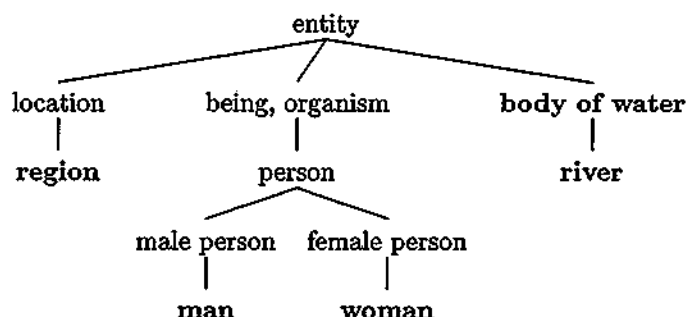 entity
location being, organism body of water
region person river
male person female person
man woman